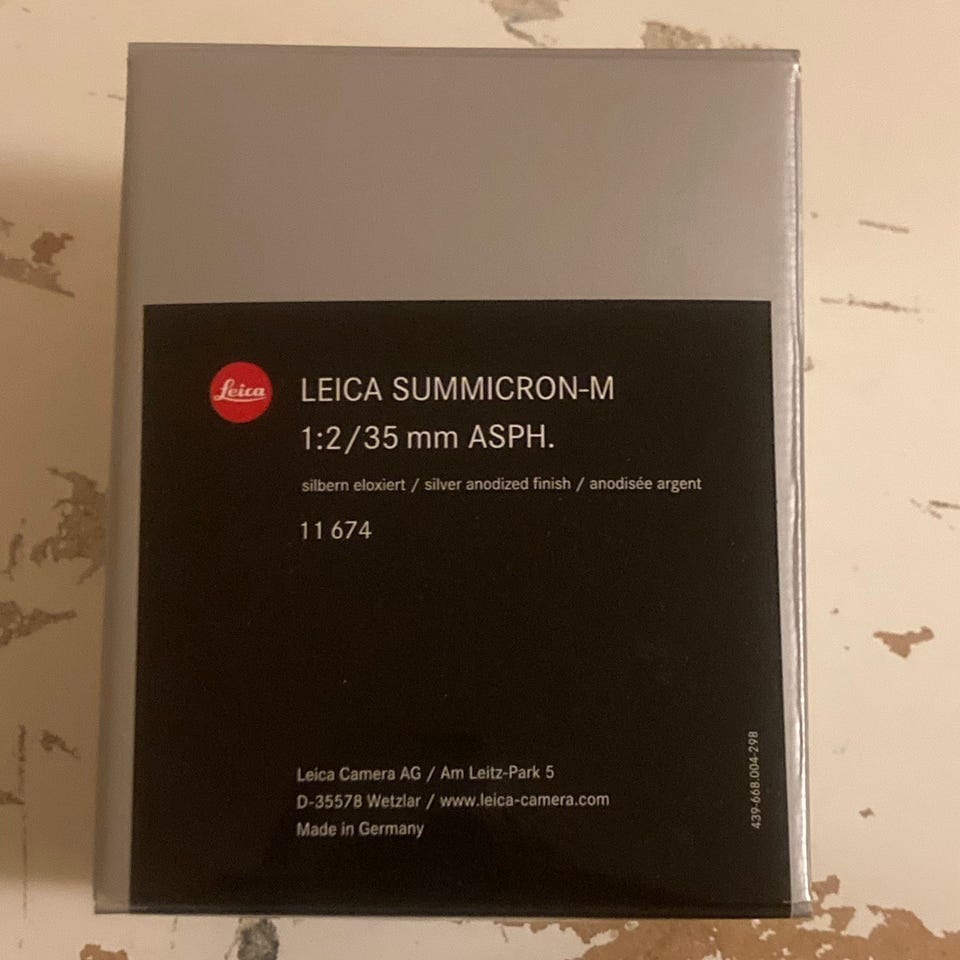 Leica
LEICA SUMMICRON-M
1:2/35 mm ASPH.
silbern eloxiert / silver anodized finish / anodisée argent
11 674
Leica Camera AG / Am Leitz-Park 5
D-35578 Wetzlar / www.leica-camera.com
Made in Germany
439-668.004-298